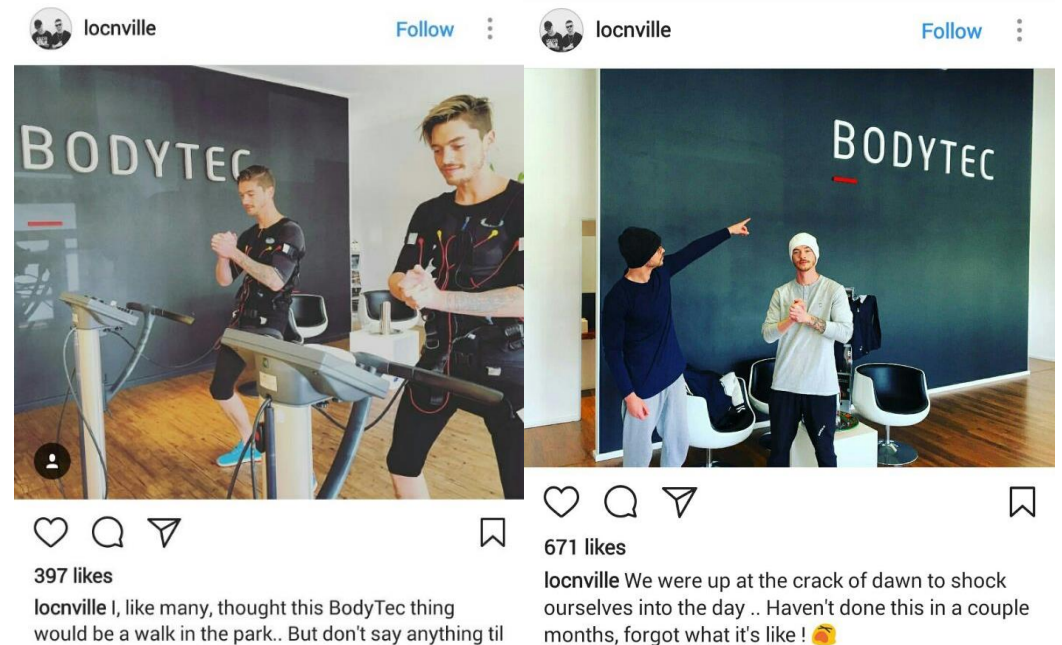 locnville Follow
BODYTEC
397 likes
locnville I, like many, thought this BodyTec thing
would be a walk in the park.. But don't say anything til
locnville Follow
BODYTEC
671 likes
locnville We were up at the crack of dawn to shock
ourselves into the day .. Haven't done this in a couple
months, forgot what it's like !